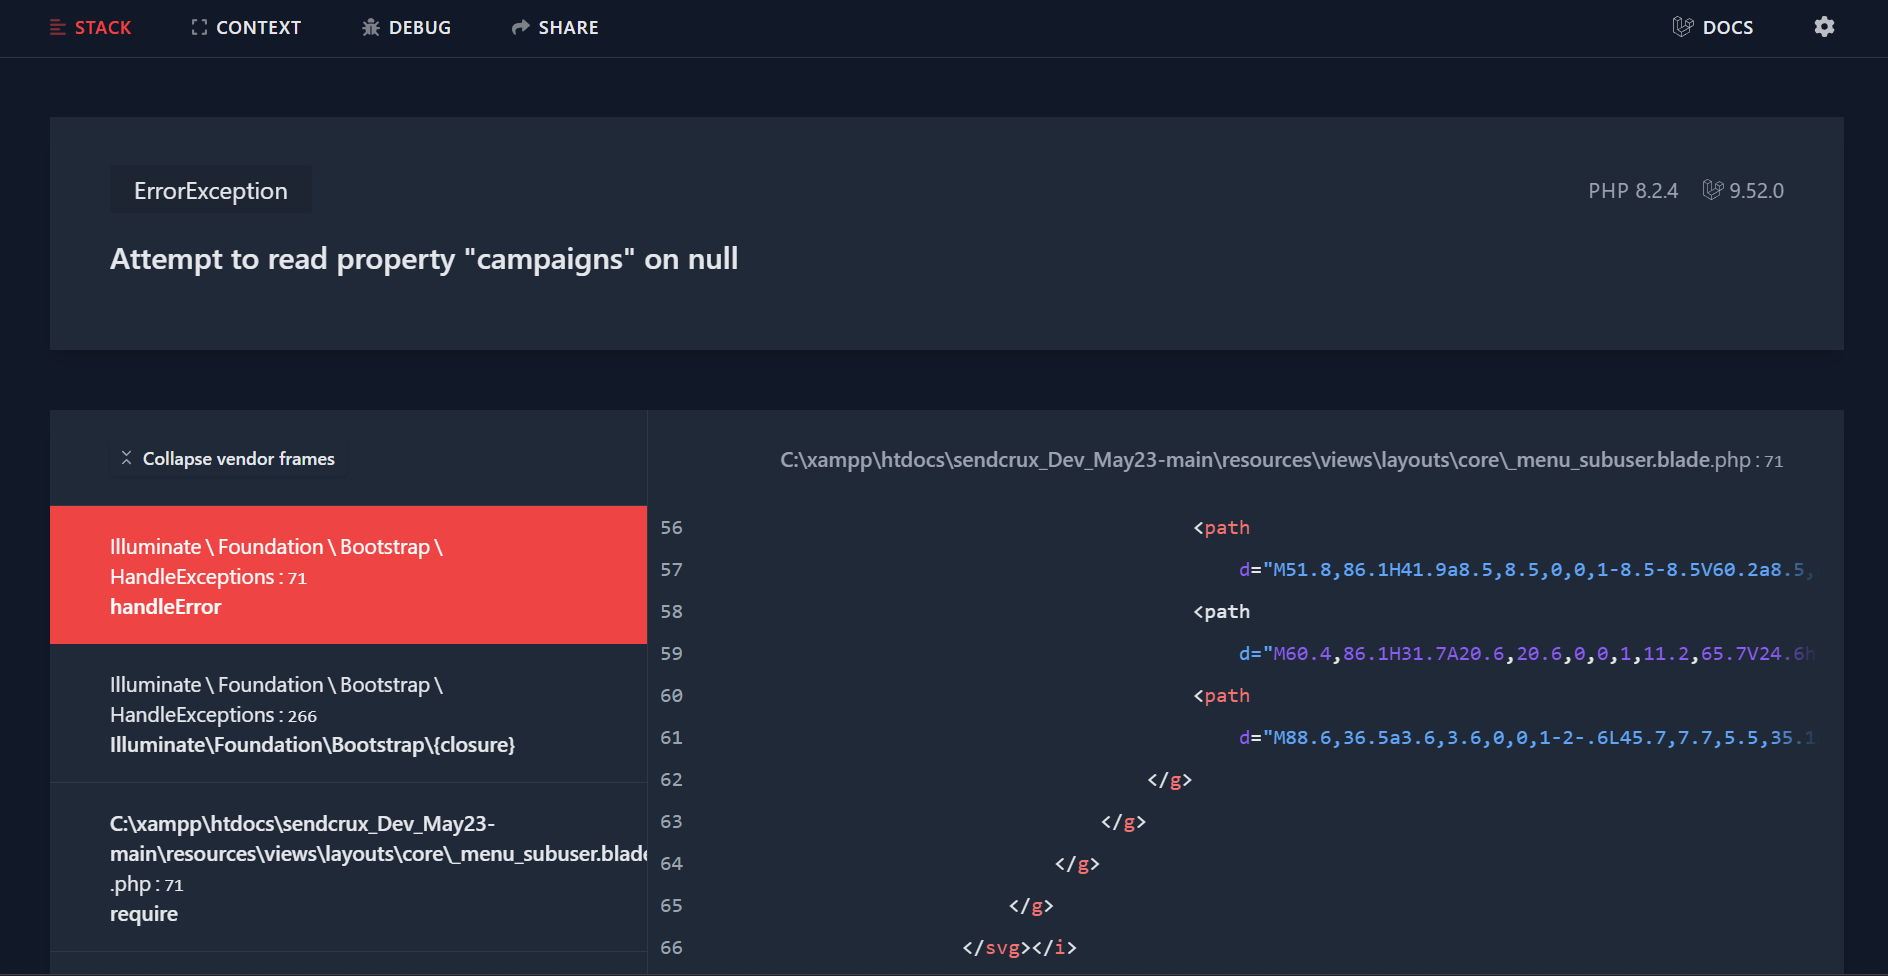 STACK
CONTEXT
DEBUG
SHARE
DOCS
ErrorException
PHP 8.2.4
9.52.0
Attempt to read property "campaigns" on null
Collapse vendor frames
Illuminate \ Foundation \ Bootstrap \
HandleExceptions : 71
handleError
Illuminate \ Foundation \ Bootstrap \
HandleExceptions : 266
Illuminate\Foundation\Bootstrap\{closure}
C:\xampp\htdocs\sendcrux_Dev_May23-
main\resources\views\layouts\core\_menu_subuser.blade
.php : 71
require
C:\xampp\htdocs\sendcrux_Dev_May23-main\resources\views\layouts\core\_menu_subuser.blade.php : 71
56 <path
57 d="M51.8,86.1H41.9a8.5,8.5,0,0,1-8.5-8.5V60.2a8.5,
58 <path
59 d="M60.4,86.1H31.7A20.6,20.6,0,0,1,11.2,65.7V24.6h
60 <path
61 d="M88.6,36.5a3.6,3.6,0,0,1-2-.6L45.7,7.7,5.5,35.1
62 </g>
63 </g>
64 </g>
65 </g>
66 </svg></i>